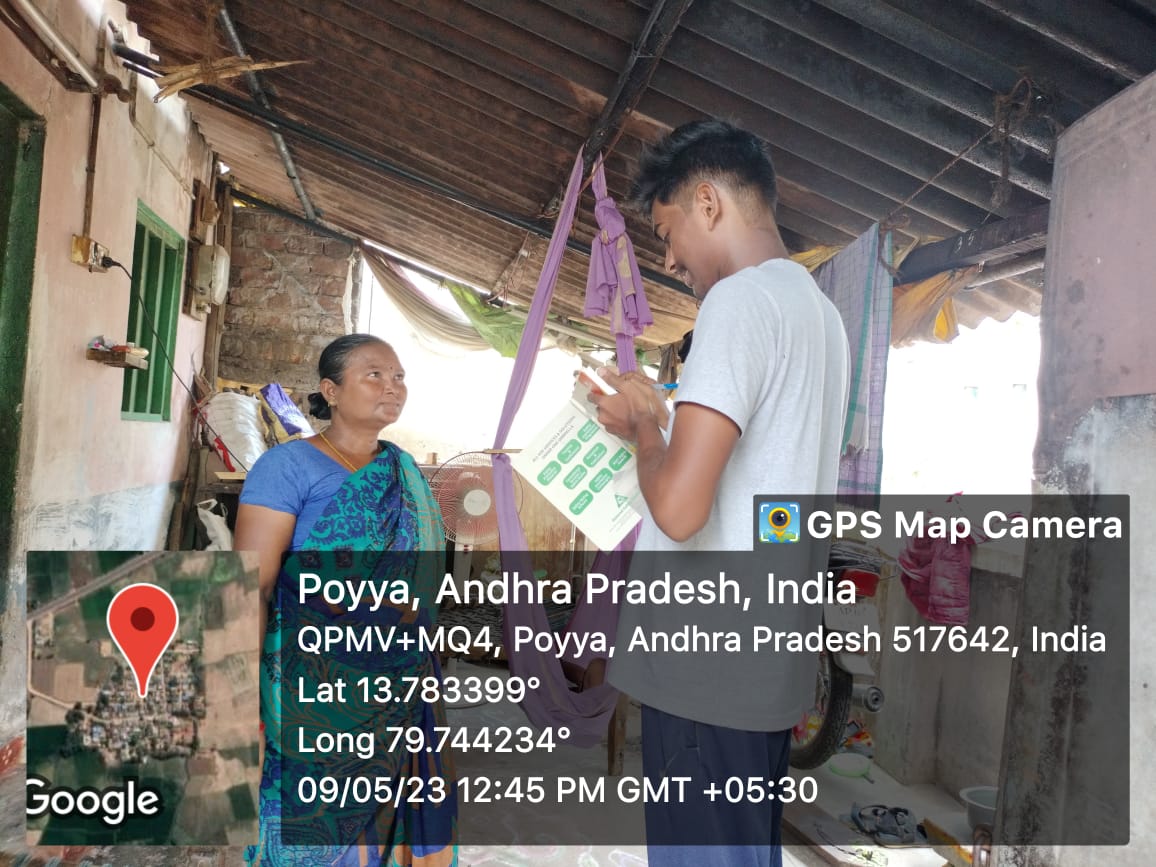 GPS Map Camera
Poyya, Andhra Pradesh, India
QPMV+MQ4, Poyya, Andhra Pradesh 517642, India
Lat 13.783399°
Long 79.744234°
09/05/23 12:45 PM GMT +05:30
Google